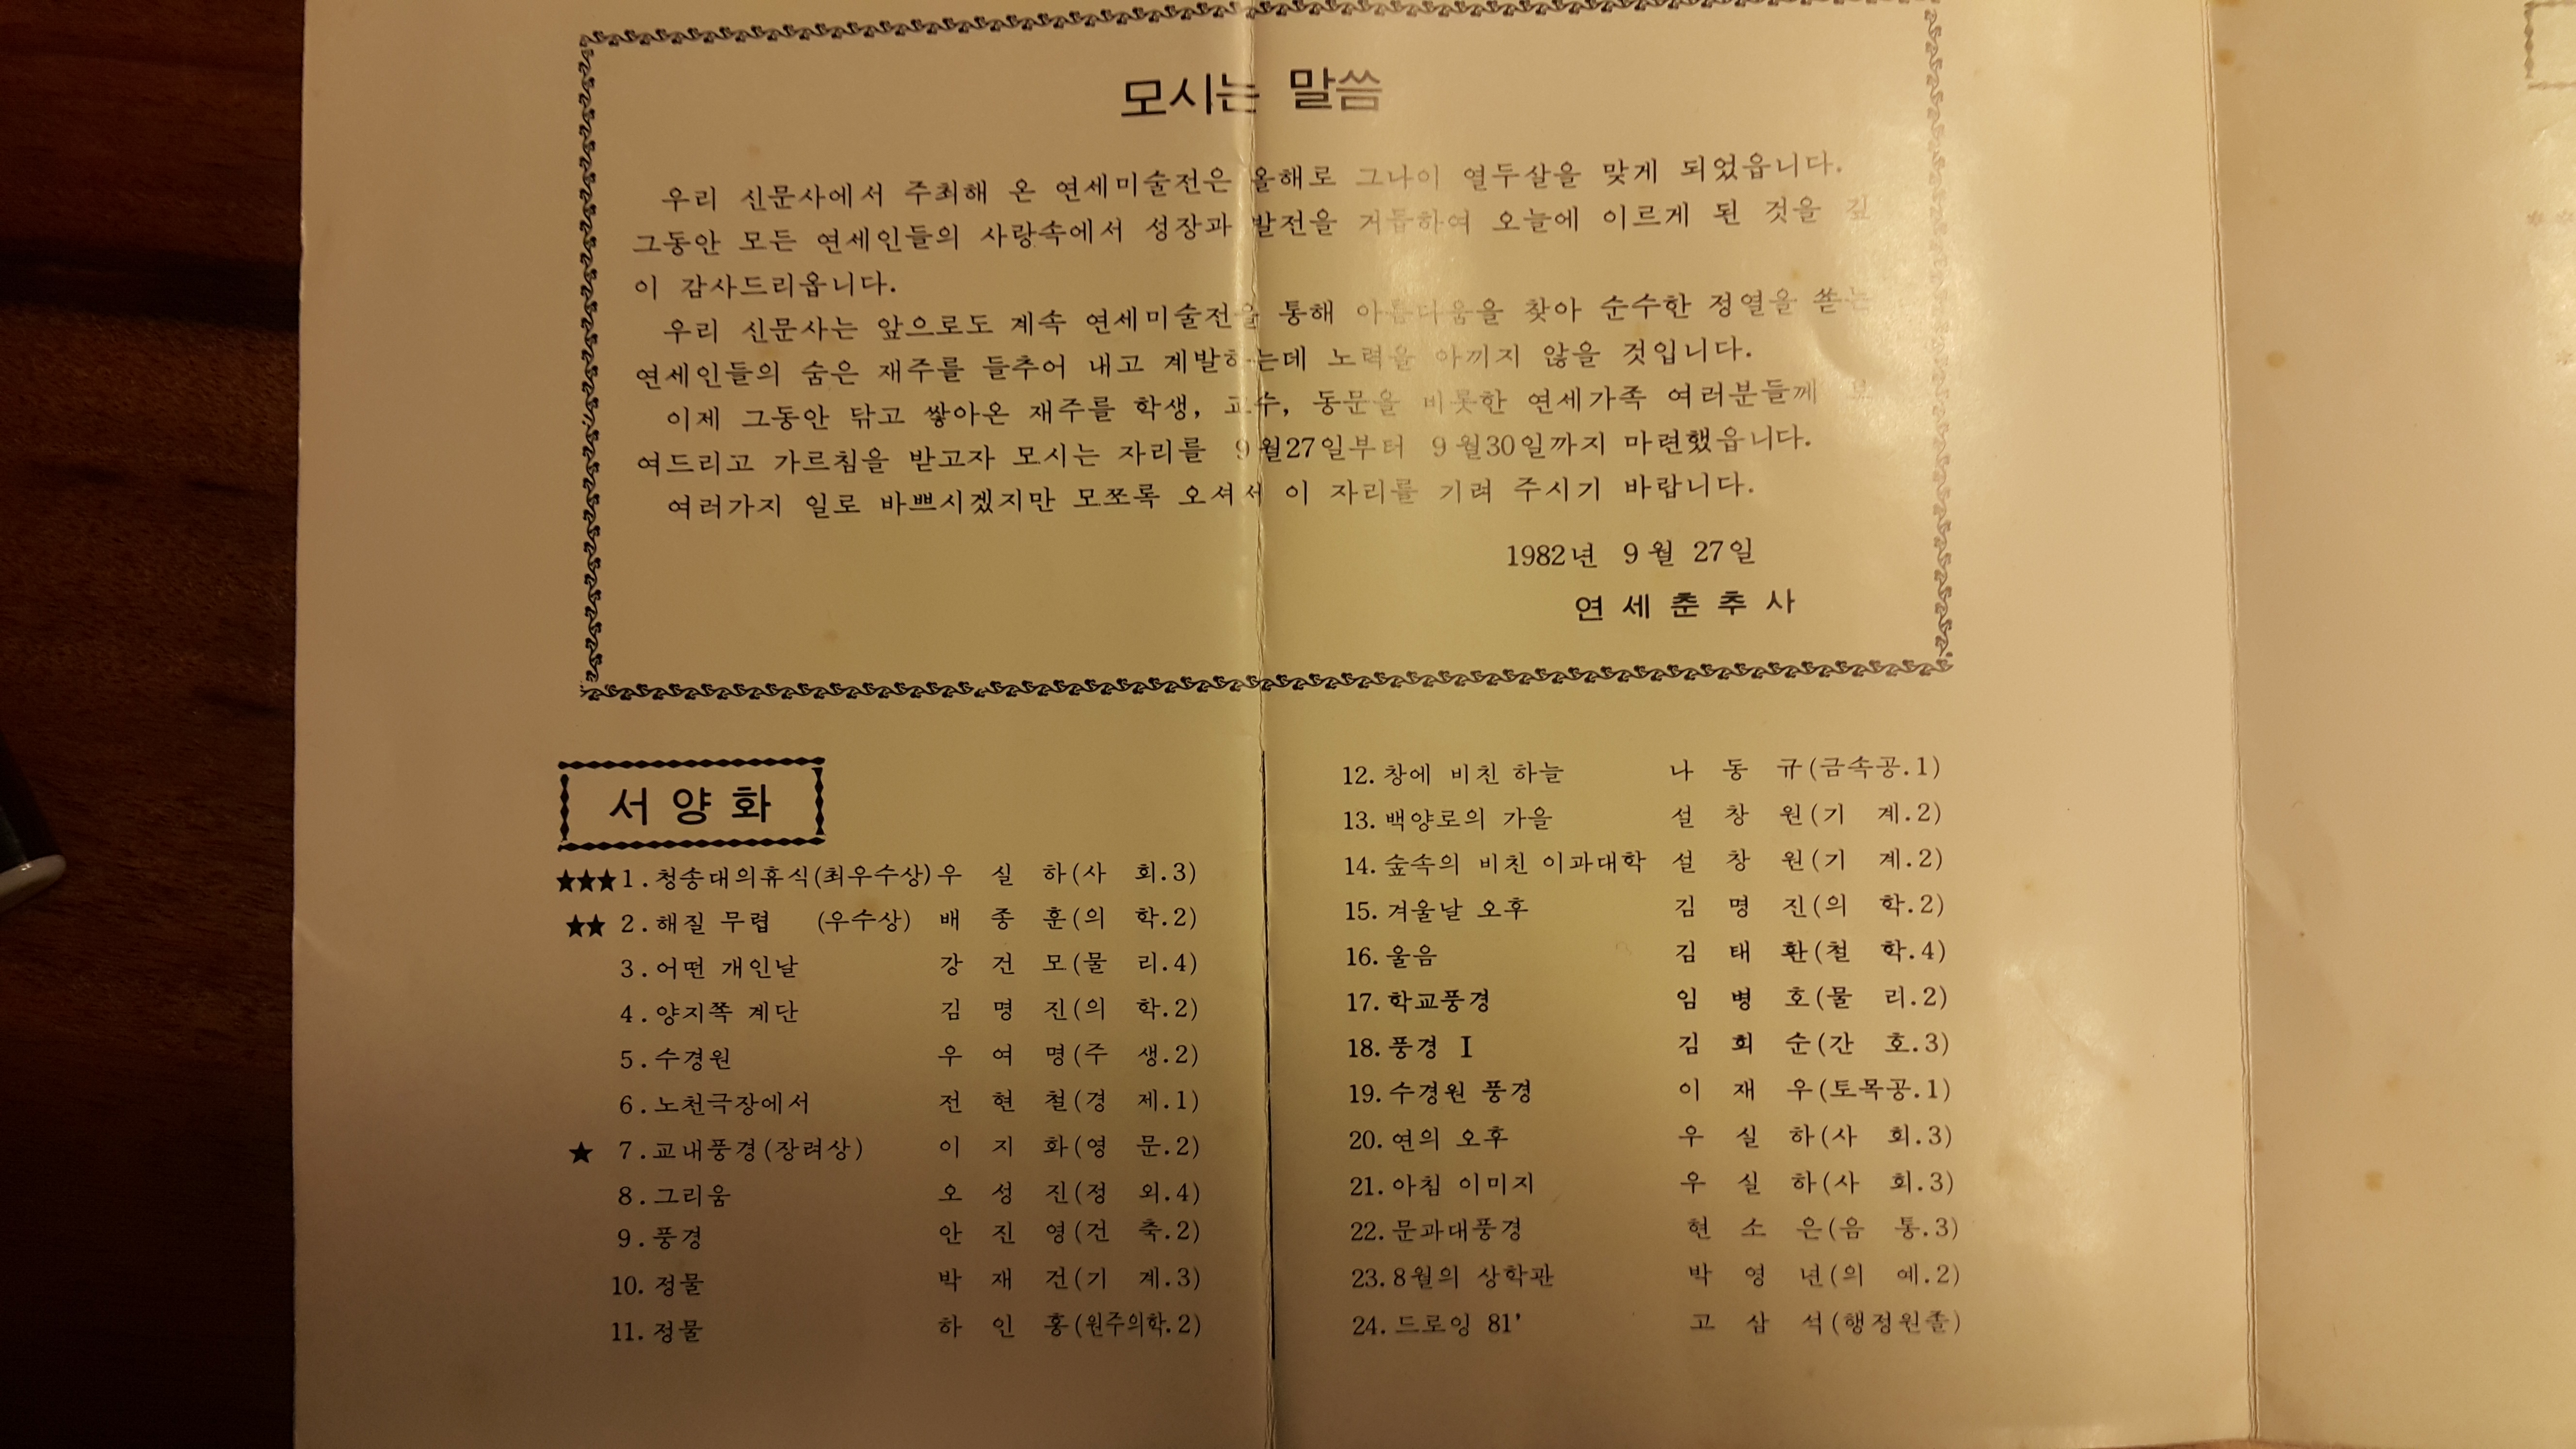 모시는 말씀
우리 신문사에서 주최해 온 연세미술전은 올해로 그나이 열두살을 맞게 되었읍니다.
그동안 모든 연세인들의 사랑속에서 성장과 발전을 거듭하여 오늘에 이르게 된 것을 깊
이 감사드리옵니다.
우리 신문사는 앞으로도 계속 연세미술전을 통해 아름다움을 찾아 순수한 정열을 쏟는
연세인들의 숨은 재주를 들추어 내고 계발하는데 노력을 아끼지 않을 것입니다.
이제 그동안 닦고 쌓아온 재주를 학생, 교수, 동문을 비롯한 연세가족 여러분들께 보
여드리고 가르침을 받고자 모시는 자리를 9월27일부터 9월30일까지 마련했읍니다.
여러가지 일로 바쁘시겠지만 모쪼록 오셔서 이 자리를 기려 주시기 바랍니다.
1982년 9월 27일
연세춘추사
서양화
★★★1.청송대의휴식(최우수상)우 실 하(사 회.3)
★★ 2.해질 무렵 (우수상) 배 종 훈(의 학.2)
3.어떤 개인날 강 건 모(물 리.4)
4.양지쪽 계단 김 명 진(의 학.2)
5.수경원 우 여 명(주 생.2)
6.노천극장에서 전 현 철(경 제.1)
★ 7.교내풍경(장려상) 이 지 화(영 문.2)
8.그리움 오 성 진(정 외.4)
9.풍경 안 진 영(건 축.2)
10.정물 박 재 건(기 계.3)
11.정물 하 인 홍(원주의학.2)
12.창에 비친 하늘 나 동 규(금속공.1)
13.백양로의 가을 설 창 원(기 계.2)
14.숲속의 비친 이과대학 설 창 원(기 계.2)
15.겨울날 오후 김 명 진(의 학.2)
16.울음 김 태 환(철 학.4)
17.학교풍경 임 병 호(물 리.2)
18.풍경 I 김 희 순(간 호.3)
19.수경원 풍경 이 재 우(토목공.1)
20.연의 오후 우 실 하(사 회.3)
21.아침 이미지 우 실 하(사 회.3)
22.문과대풍경 현 소 은(음 통.3)
23.8월의 상학관 박 영 년(의 예.2)
24.드로잉 81' 고 삼 석(행정원졸)